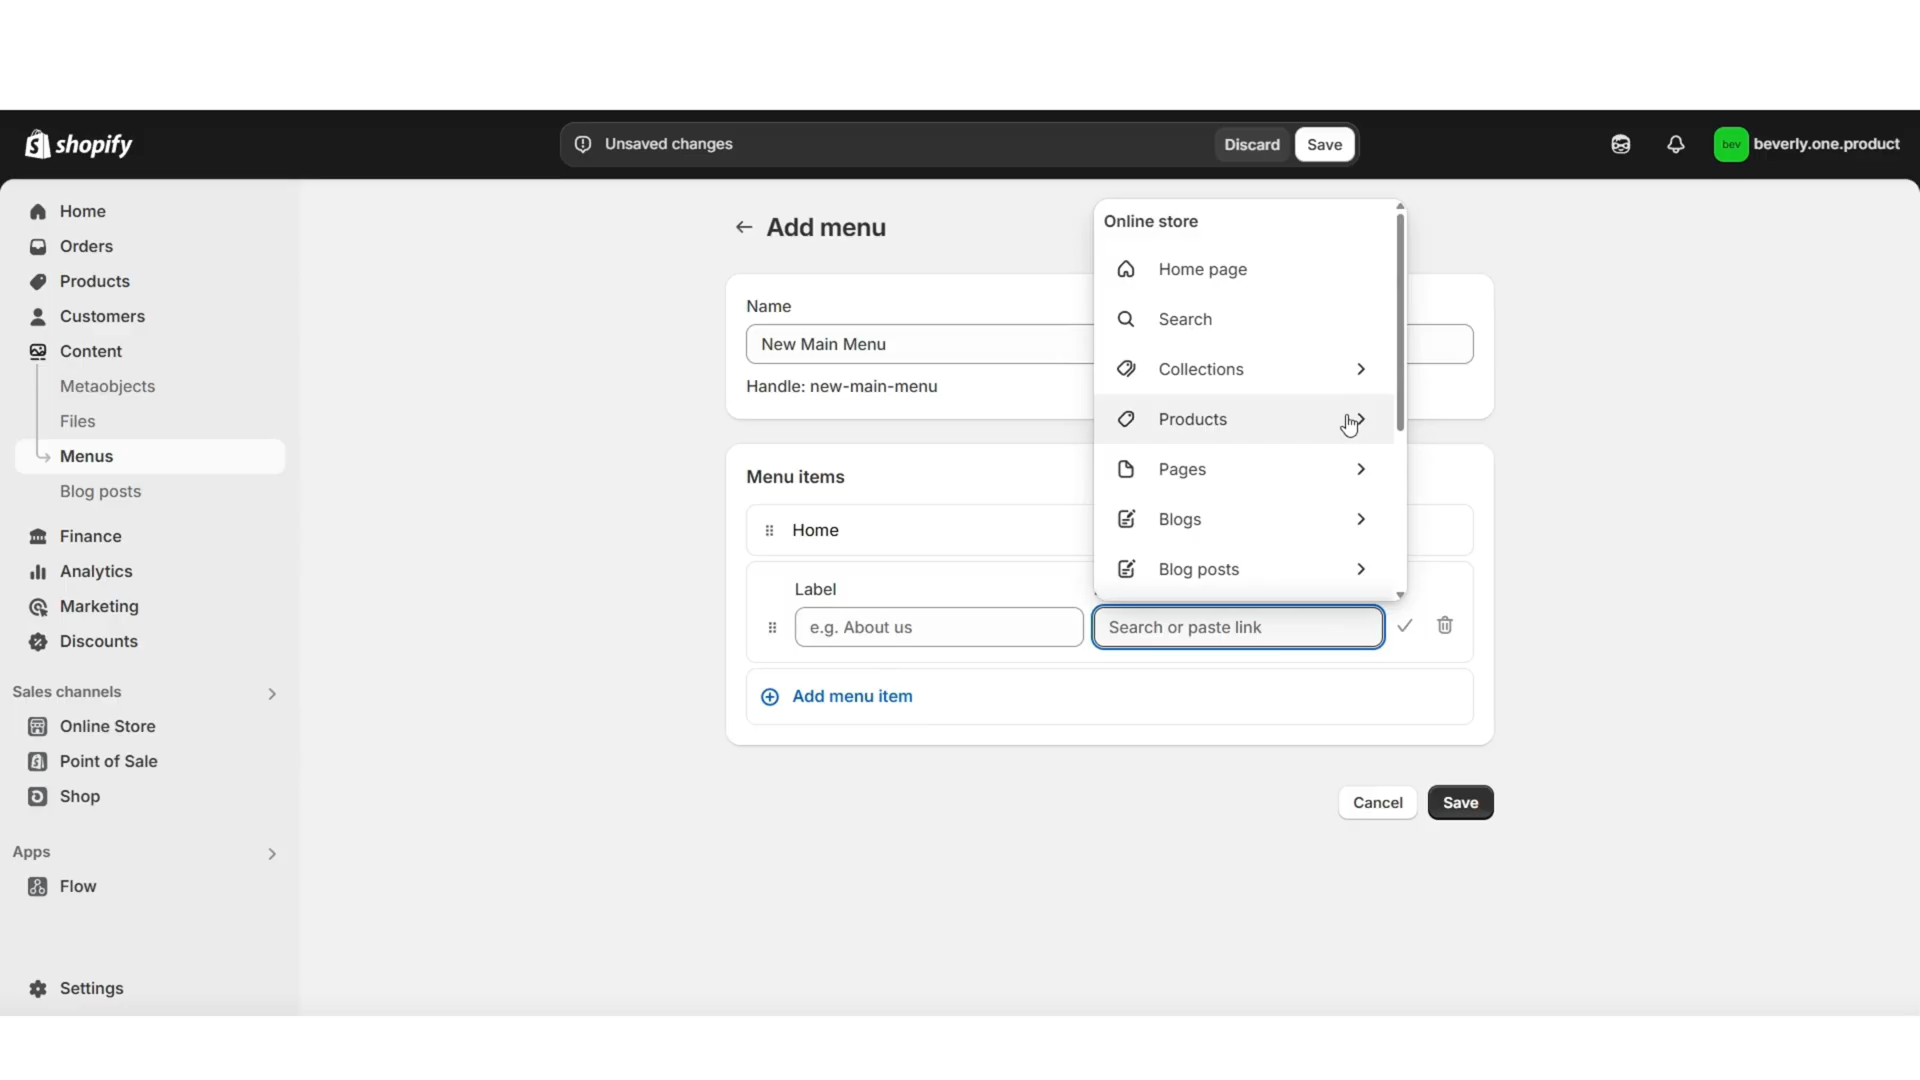 shopify
Unsaved changes
Discard
Save
bev
beverly.one.product
Home
Orders
Products
Customers
Content
Metaobjects
Files
Menus
Blog posts
Finance
Analytics
Marketing
Discounts
Sales channels
Online Store
Point of Sale
Shop
Apps
Flow
Settings
Add menu
Name
New Main Menu
Handle: new-main-menu
Menu items
Home
Label
e.g. About us
Search or paste link
Add menu item
Cancel
Save
Online store
Home page
Search
Collections
Products
Pages
Blogs
Blog posts